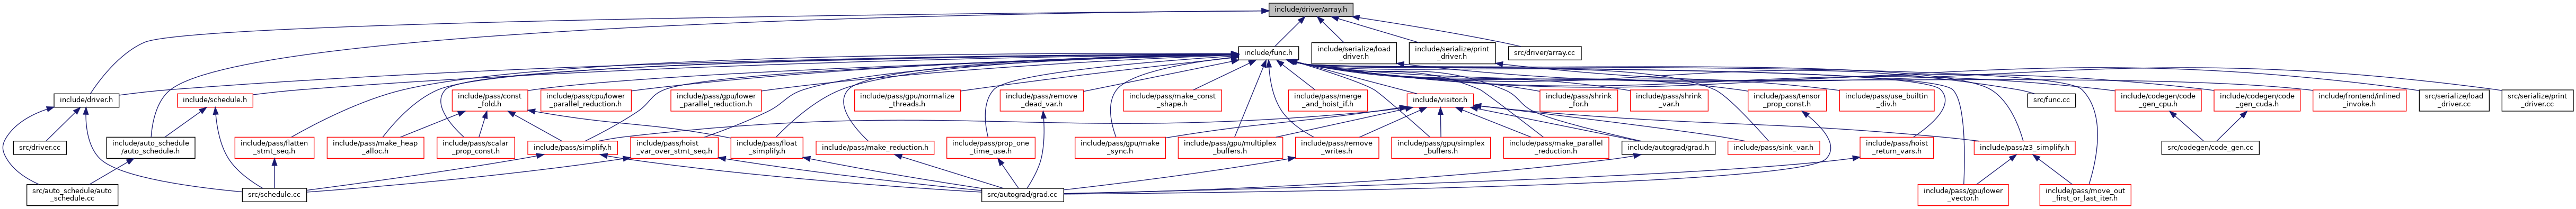 include/driver/array.h
include/func.h
include/serialize/load
_driver.h
include/serialize/print
_driver.h
src/driver/array.cc
include/driver.h
include/schedule.h
include/pass/const
_fold.h
include/pass/cpu/lower
_parallel_reduction.h
include/pass/gpu/lower
_parallel_reduction.h
include/pass/gpu/normalize
_threads.h
include/pass/remove
_dead_var.h
include/pass/make_const
_shape.h
include/pass/merge
_and_hoist_if.h
include/visitor.h
include/pass/shrink
_for.h
include/pass/shrink
_var.h
include/pass/tensor
_prop_const.h
include/pass/use_builtin
_div.h
src/func.cc
include/codegen/code
_gen_cpu.h
include/codegen/code
_gen_cuda.h
include/frontend/inlined
_invoke.h
src/serialize/load
_driver.cc
src/serialize/print
_driver.cc
src/driver.cc
include/auto_schedule
/auto_schedule.h
include/pass/flatten
_stmt_seq.h
include/pass/make_heap
_alloc.h
include/pass/scalar
_prop_const.h
include/pass/simplify.h
include/pass/hoist
_var_over_stmt_seq.h
include/pass/float
_simplify.h
include/pass/make_reduction.h
include/pass/prop_one
_time_use.h
include/pass/gpu/make
_sync.h
include/pass/gpu/multiplex
_buffers.h
include/pass/remove
_writes.h
include/pass/gpu/simplex
_buffers.h
include/pass/make_parallel
_reduction.h
include/autograd/grad.h
include/pass/sink_var.h
include/pass/hoist
_return_vars.h
include/pass/z3_simplify.h
src/codegen/code_gen.cc
src/auto_schedule/auto
_schedule.cc
src/schedule.cc
src/autograd/grad.cc
include/pass/gpu/lower
_vector.h
include/pass/move_out
_first_or_last_iter.h